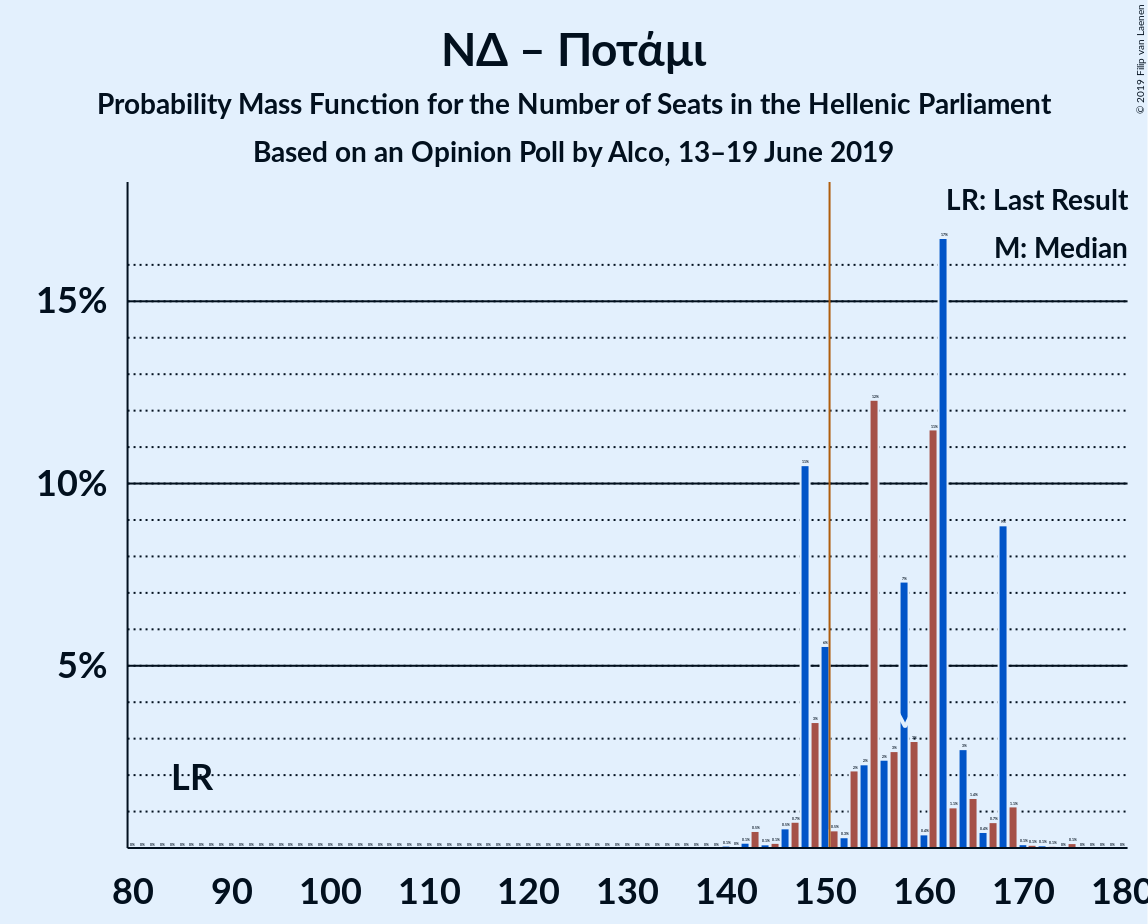 ΝΔ – Ποτάμι
Probability Mass Function for the Number of Seats in the Hellenic Parliament
Based on an Opinion Poll by Alco, 13–19 June 2019
© 2019 Filip van Laenen
LR: Last Result
M: Median
15%
10%
5%
LR
80 90 100 110 120 130 140 150 160 170 180